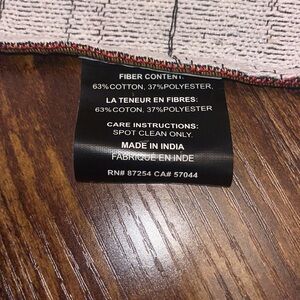 FIBER CONTENT:
63%COTTON, 37%POLYESTER,
LA TENEUR EN FIBRES:
63%COTTON, 37%POLYESTER
CARE INSTRUCTIONS:
SPOT CLEAN ONLY.
MADE IN INDIA
FABRIQUE EN INDE
RN# 87254 CA# 57044